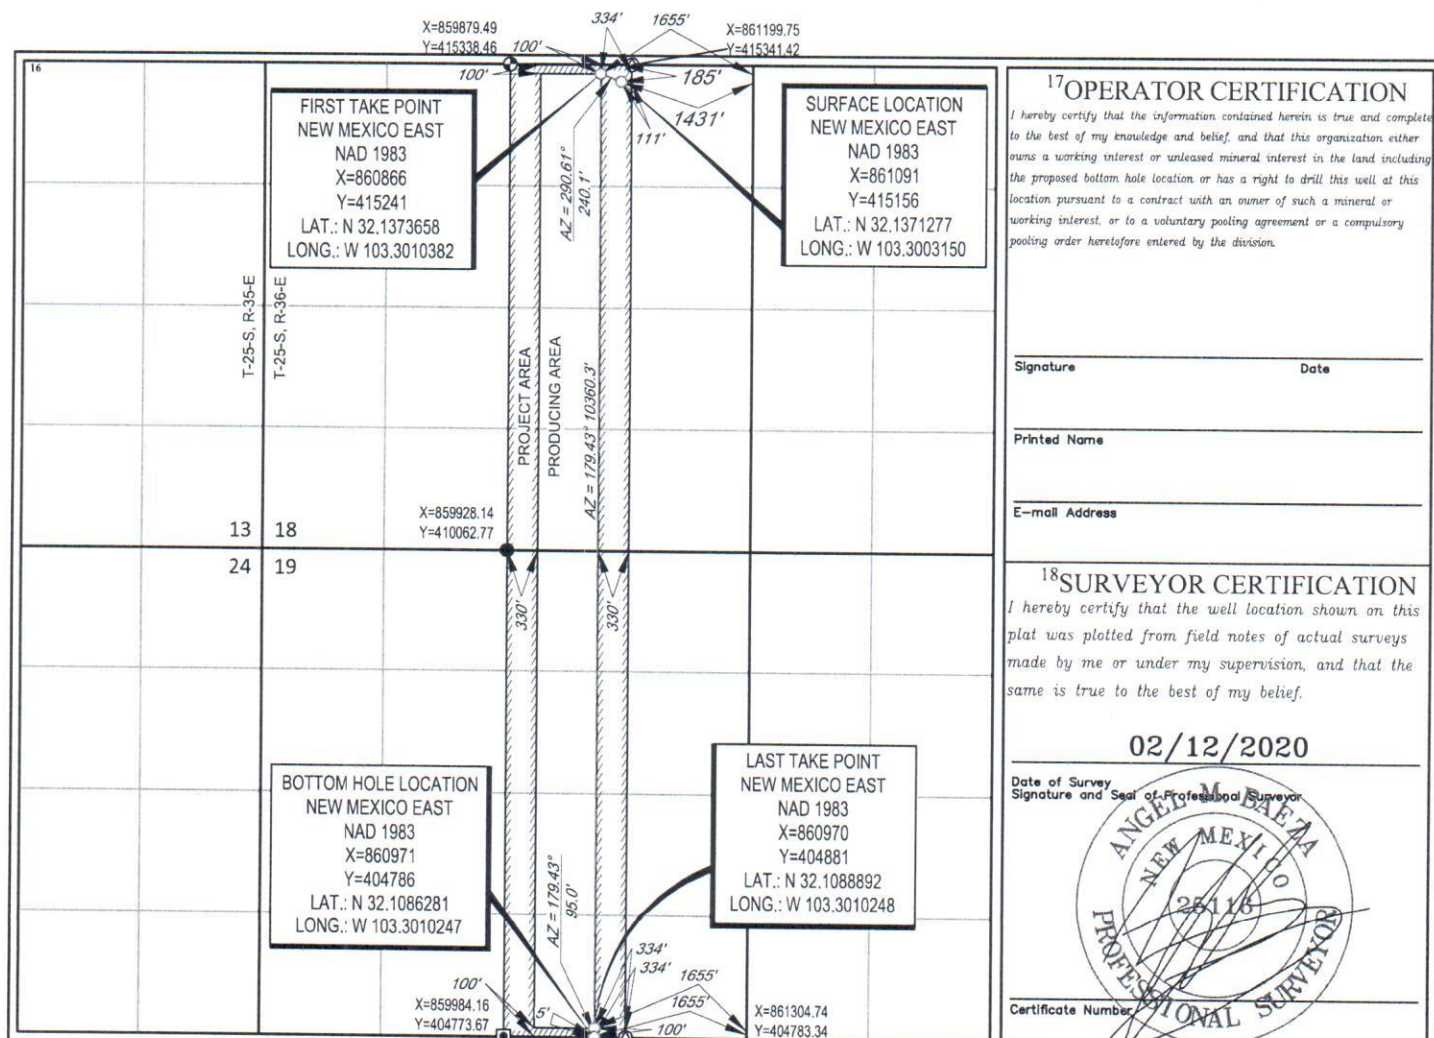 X=859879.49
Y=415338.46
100'
334'
1655'
X=861199.75
Y=415341.42
16
100'
185'
1431'
111'
FIRST TAKE POINT
NEW MEXICO EAST
NAD 1983
X=860866
Y=415241
LAT.: N 32.1373658
LONG.: W 103.3010382
SURFACE LOCATION
NEW MEXICO EAST
NAD 1983
X=861091
Y=415156
LAT.: N 32.1371277
LONG.: W 103.3003150
AZ = 290.61°
240.1'
T-25-S, R-35-E
T-25-S, R-36-E
PROJECT AREA
PRODUCING AREA
AZ = 179.43° 10360.3'
X=859928.14
Y=410062.77
13 18
24 19
330'
330'
BOTTOM HOLE LOCATION
NEW MEXICO EAST
NAD 1983
X=860971
Y=404786
LAT.: N 32.1086281
LONG.: W 103.3010247
AZ = 179.43°
95.0'
LAST TAKE POINT
NEW MEXICO EAST
NAD 1983
X=860970
Y=404881
LAT.: N 32.1088892
LONG.: W 103.3010248
334'
334'
1655'
1655'
100'
100'
5'
X=859984.16
Y=404773.67
X=861304.74
Y=404783.34
17 OPERATOR CERTIFICATION
I hereby certify that the information contained herein is true and complete
to the best of my knowledge and belief, and that this organization either
owns a working interest or unleased mineral interest in the land including
the proposed bottom hole location or has a right to drill this well at this
location pursuant to a contract with an owner of such a mineral or
working interest, or to a voluntary pooling agreement or a compulsory
pooling order heretofore entered by the division.
Signature Date
Printed Name
E-mail Address
18 SURVEYOR CERTIFICATION
I hereby certify that the well location shown on this
plat was plotted from field notes of actual surveys
made by me or under my supervision, and that the
same is true to the best of my belief.
02/12/2020
Date of Survey
Signature and Seal of Professional Surveyor
ANGEL M. BAEZA
NEW MEXICO
25116
PROFESSIONAL SURVEYOR
Certificate Number